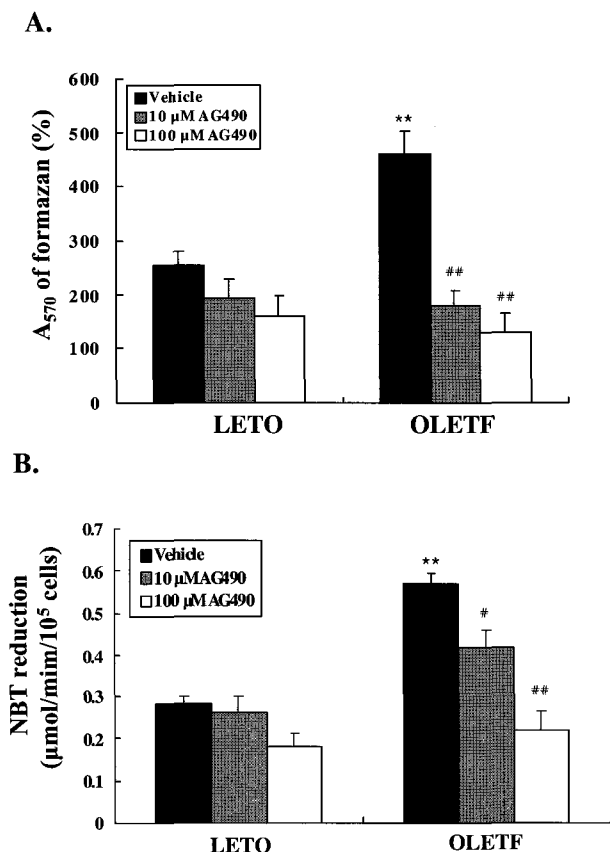 A.
600
500
400
300
200
100
0
A570 of formazan (%)
Vehicle
10 μM AG490
100 μM AG490
**
##
##
LETO
OLETF
B.
0.7
0.6
0.5
0.4
0.3
0.2
0.1
0
NBT reduction
(μmol/mim/10⁵ cells)
Vehicle
10 μMAG490
100 μMAG490
**
#
##
LETO
OLETF